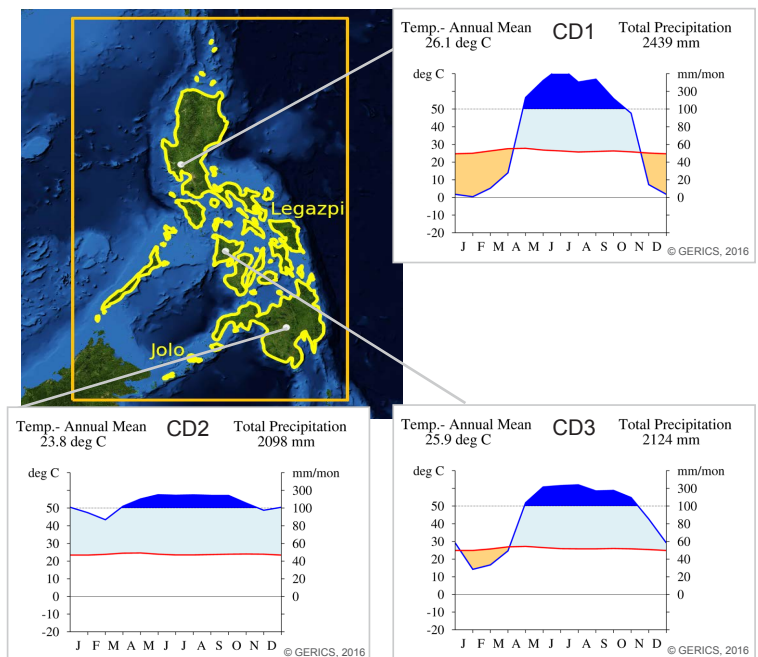 Temp.- Annual Mean
26.1 deg C
CD1
Total Precipitation
2439 mm
deg C
mm/mon
50
40
30
20
10
0
-10
-20
300
100
80
60
40
20
0
J F M A M J J A S O N D
© GERICS, 2016
Legazpi
Jolo
Temp.- Annual Mean
23.8 deg C
CD2
Total Precipitation
2098 mm
deg C
mm/mon
50
40
30
20
10
0
-10
-20
300
100
80
60
40
20
0
J F M A M J J A S O N D
© GERICS, 2016
Temp.- Annual Mean
25.9 deg C
CD3
Total Precipitation
2124 mm
deg C
mm/mon
50
40
30
20
10
0
-10
-20
300
100
80
60
40
20
0
J F M A M J J A S O N D
© GERICS, 2016